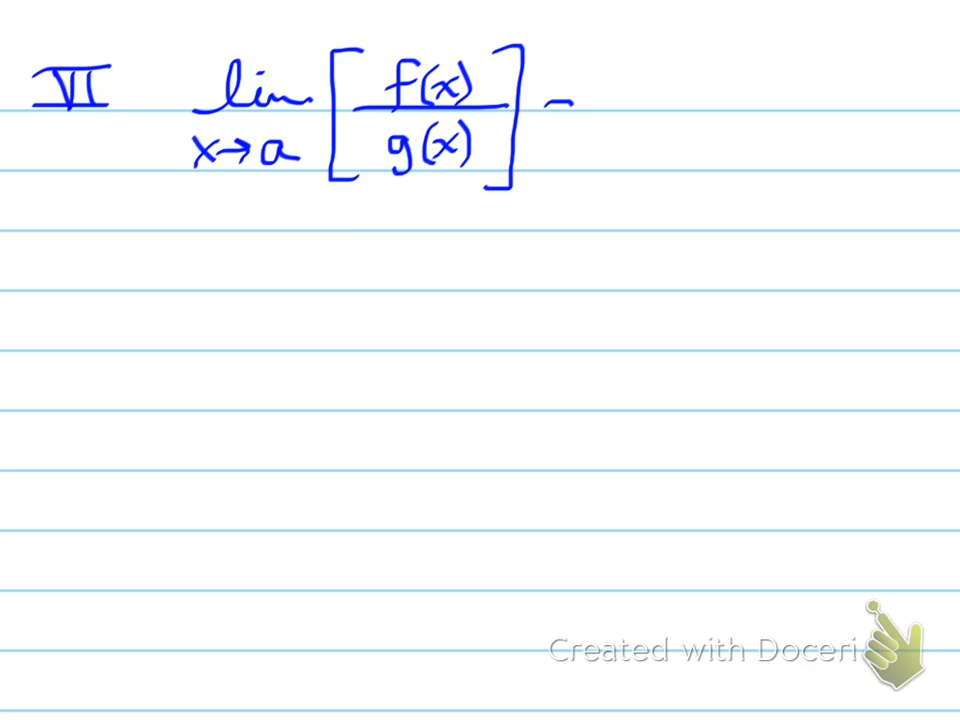 VI lim x→a [ f(x) / g(x) ] -
Created with Doceri